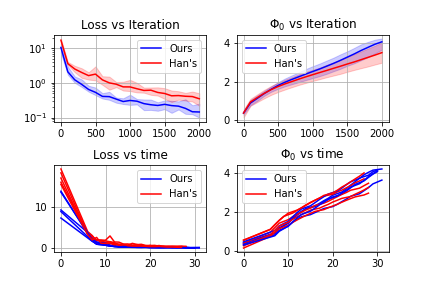 Loss vs Iteration
10¹
10⁰
10⁻¹
0 500 1000 1500 2000
Ours
Han's
Φ₀ vs Iteration
4
2
0
0 500 1000 1500 2000
Ours
Han's
Loss vs time
10
0
0 10 20 30
Ours
Han's
Φ₀ vs time
4
2
0
0 10 20 30
Ours
Han's